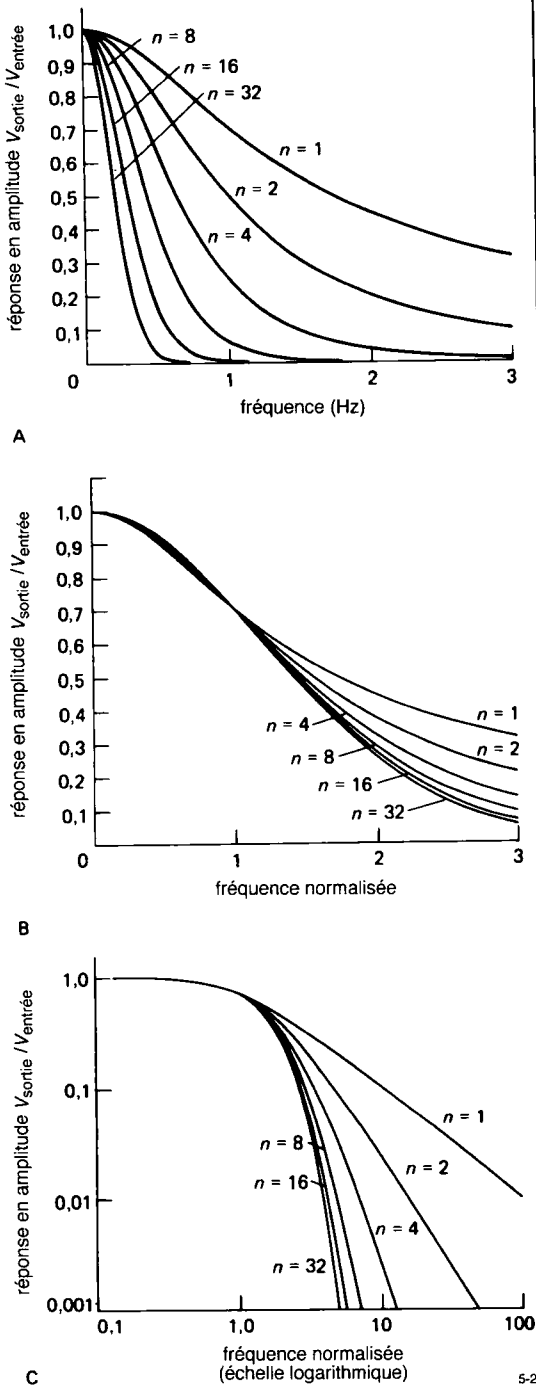 réponse en amplitude Vsortie/Ventrée
1,0
0,9
0,8
0,7
0,6
0,5
0,4
0,3
0,2
0,1
0
1
2
3
n = 8
n = 16
n = 32
n = 1
n = 2
n = 4
fréquence (Hz)
A
réponse en amplitude Vsortie/Ventrée
1,0
0,9
0,8
0,7
0,6
0,5
0,4
0,3
0,2
0,1
0
1
2
3
n = 1
n = 2
n = 4
n = 8
n = 16
n = 32
fréquence normalisée
B
réponse en amplitude Vsortie/Ventrée
1,0
0,1
0,01
0,001
0,1
1,0
10
100
n = 1
n = 8
n = 2
n = 16
n = 4
n = 32
fréquence normalisée
(échelle logarithmique)
C
5-2